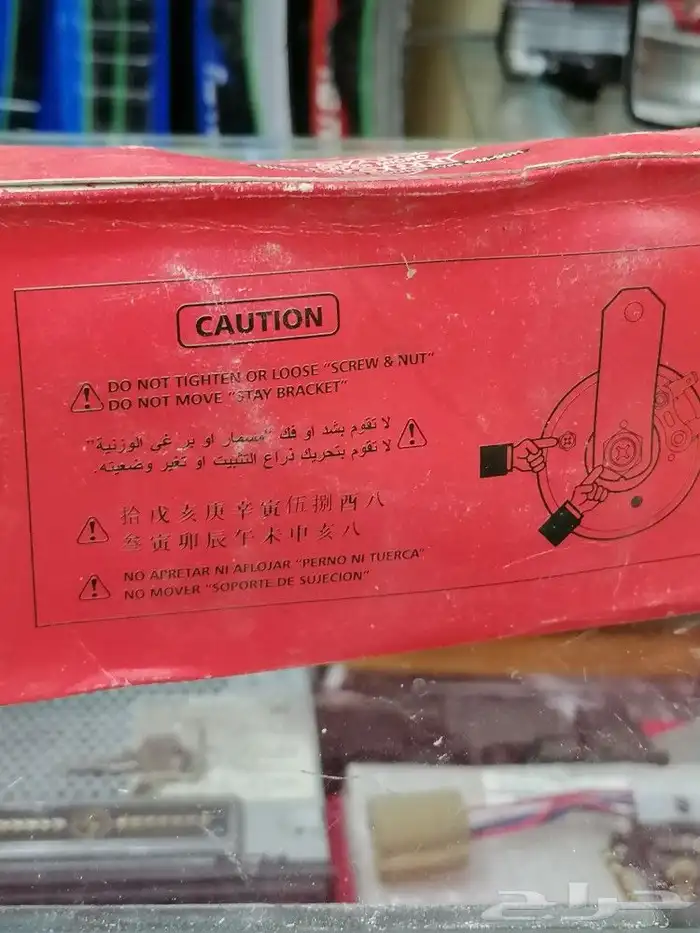 CAUTION
DO NOT TIGHTEN OR LOOSE "SCREW & NUT"
DO NOT MOVE "STAY BRACKET"
لا تقوم بشد او فك "مسمار او بر غي الوزنية"
لا تقوم بتحريك ذراع التثبيت او تغير وضعيته.
拾戌亥庚辛寅伍捌酉八
叁寅卯辰午未申亥八
NO APRETAR NI AFLOJAR "PERNO NI TUERCA"
NO MOVER "SOPORTE DE SUJECION"
حراج